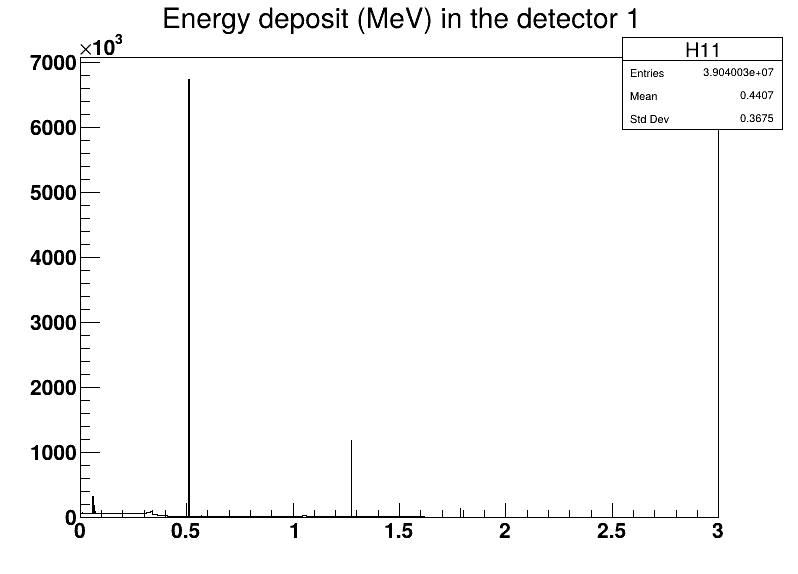 Energy deposit (MeV) in the detector 1
×10³
H11
Entries 3.904003e+07
Mean 0.4407
Std Dev 0.3675
7000
6000
5000
4000
3000
2000
1000
0
0 0.5 1 1.5 2 2.5 3